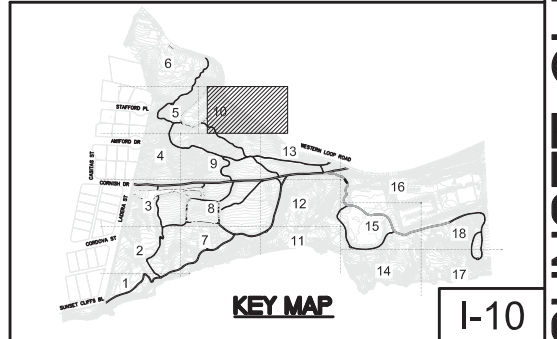 6
STAFFORD PL
5
10
AMIFORD DR
CASITAS ST
4
9
13
WESTERN LOOP ROAD
CORNISH DR
LADERA ST
3
8
12
16
CORDOVA ST
2
7
11
15
18
1
14
17
SUNSET CLIFFS BL
KEY MAP
I-10